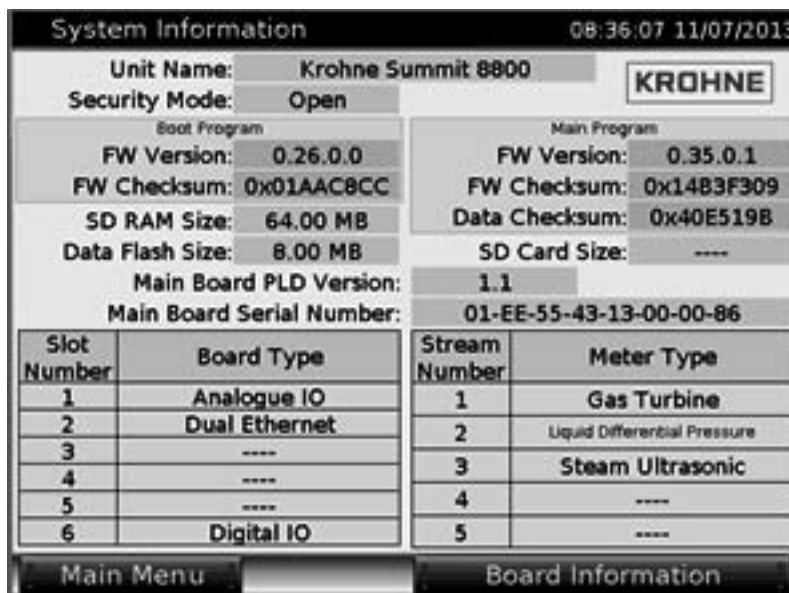 System Information 08:36:07 11/07/2013
Unit Name: Krohne Summit 8800
KROHNE
Security Mode: Open
Boot Program
FW Version: 0.26.0.0
FW Checksum: 0x01AAC8CC
Main Program
FW Version: 0.35.0.1
FW Checksum: 0x14B3F309
Data Checksum: 0x40E519B
SD RAM Size: 64.00 MB
Data Flash Size: 8.00 MB
SD Card Size: ----
Main Board PLD Version: 1.1
Main Board Serial Number: 01-EE-55-43-13-00-00-86
Slot Number Board Type
1 Analogue IO
2 Dual Ethernet
3 ----
4 ----
5 ----
6 Digital IO
Stream Number Meter Type
1 Gas Turbine
2 Liquid Differential Pressure
3 Steam Ultrasonic
4 ----
5 ----
Main Menu Board Information